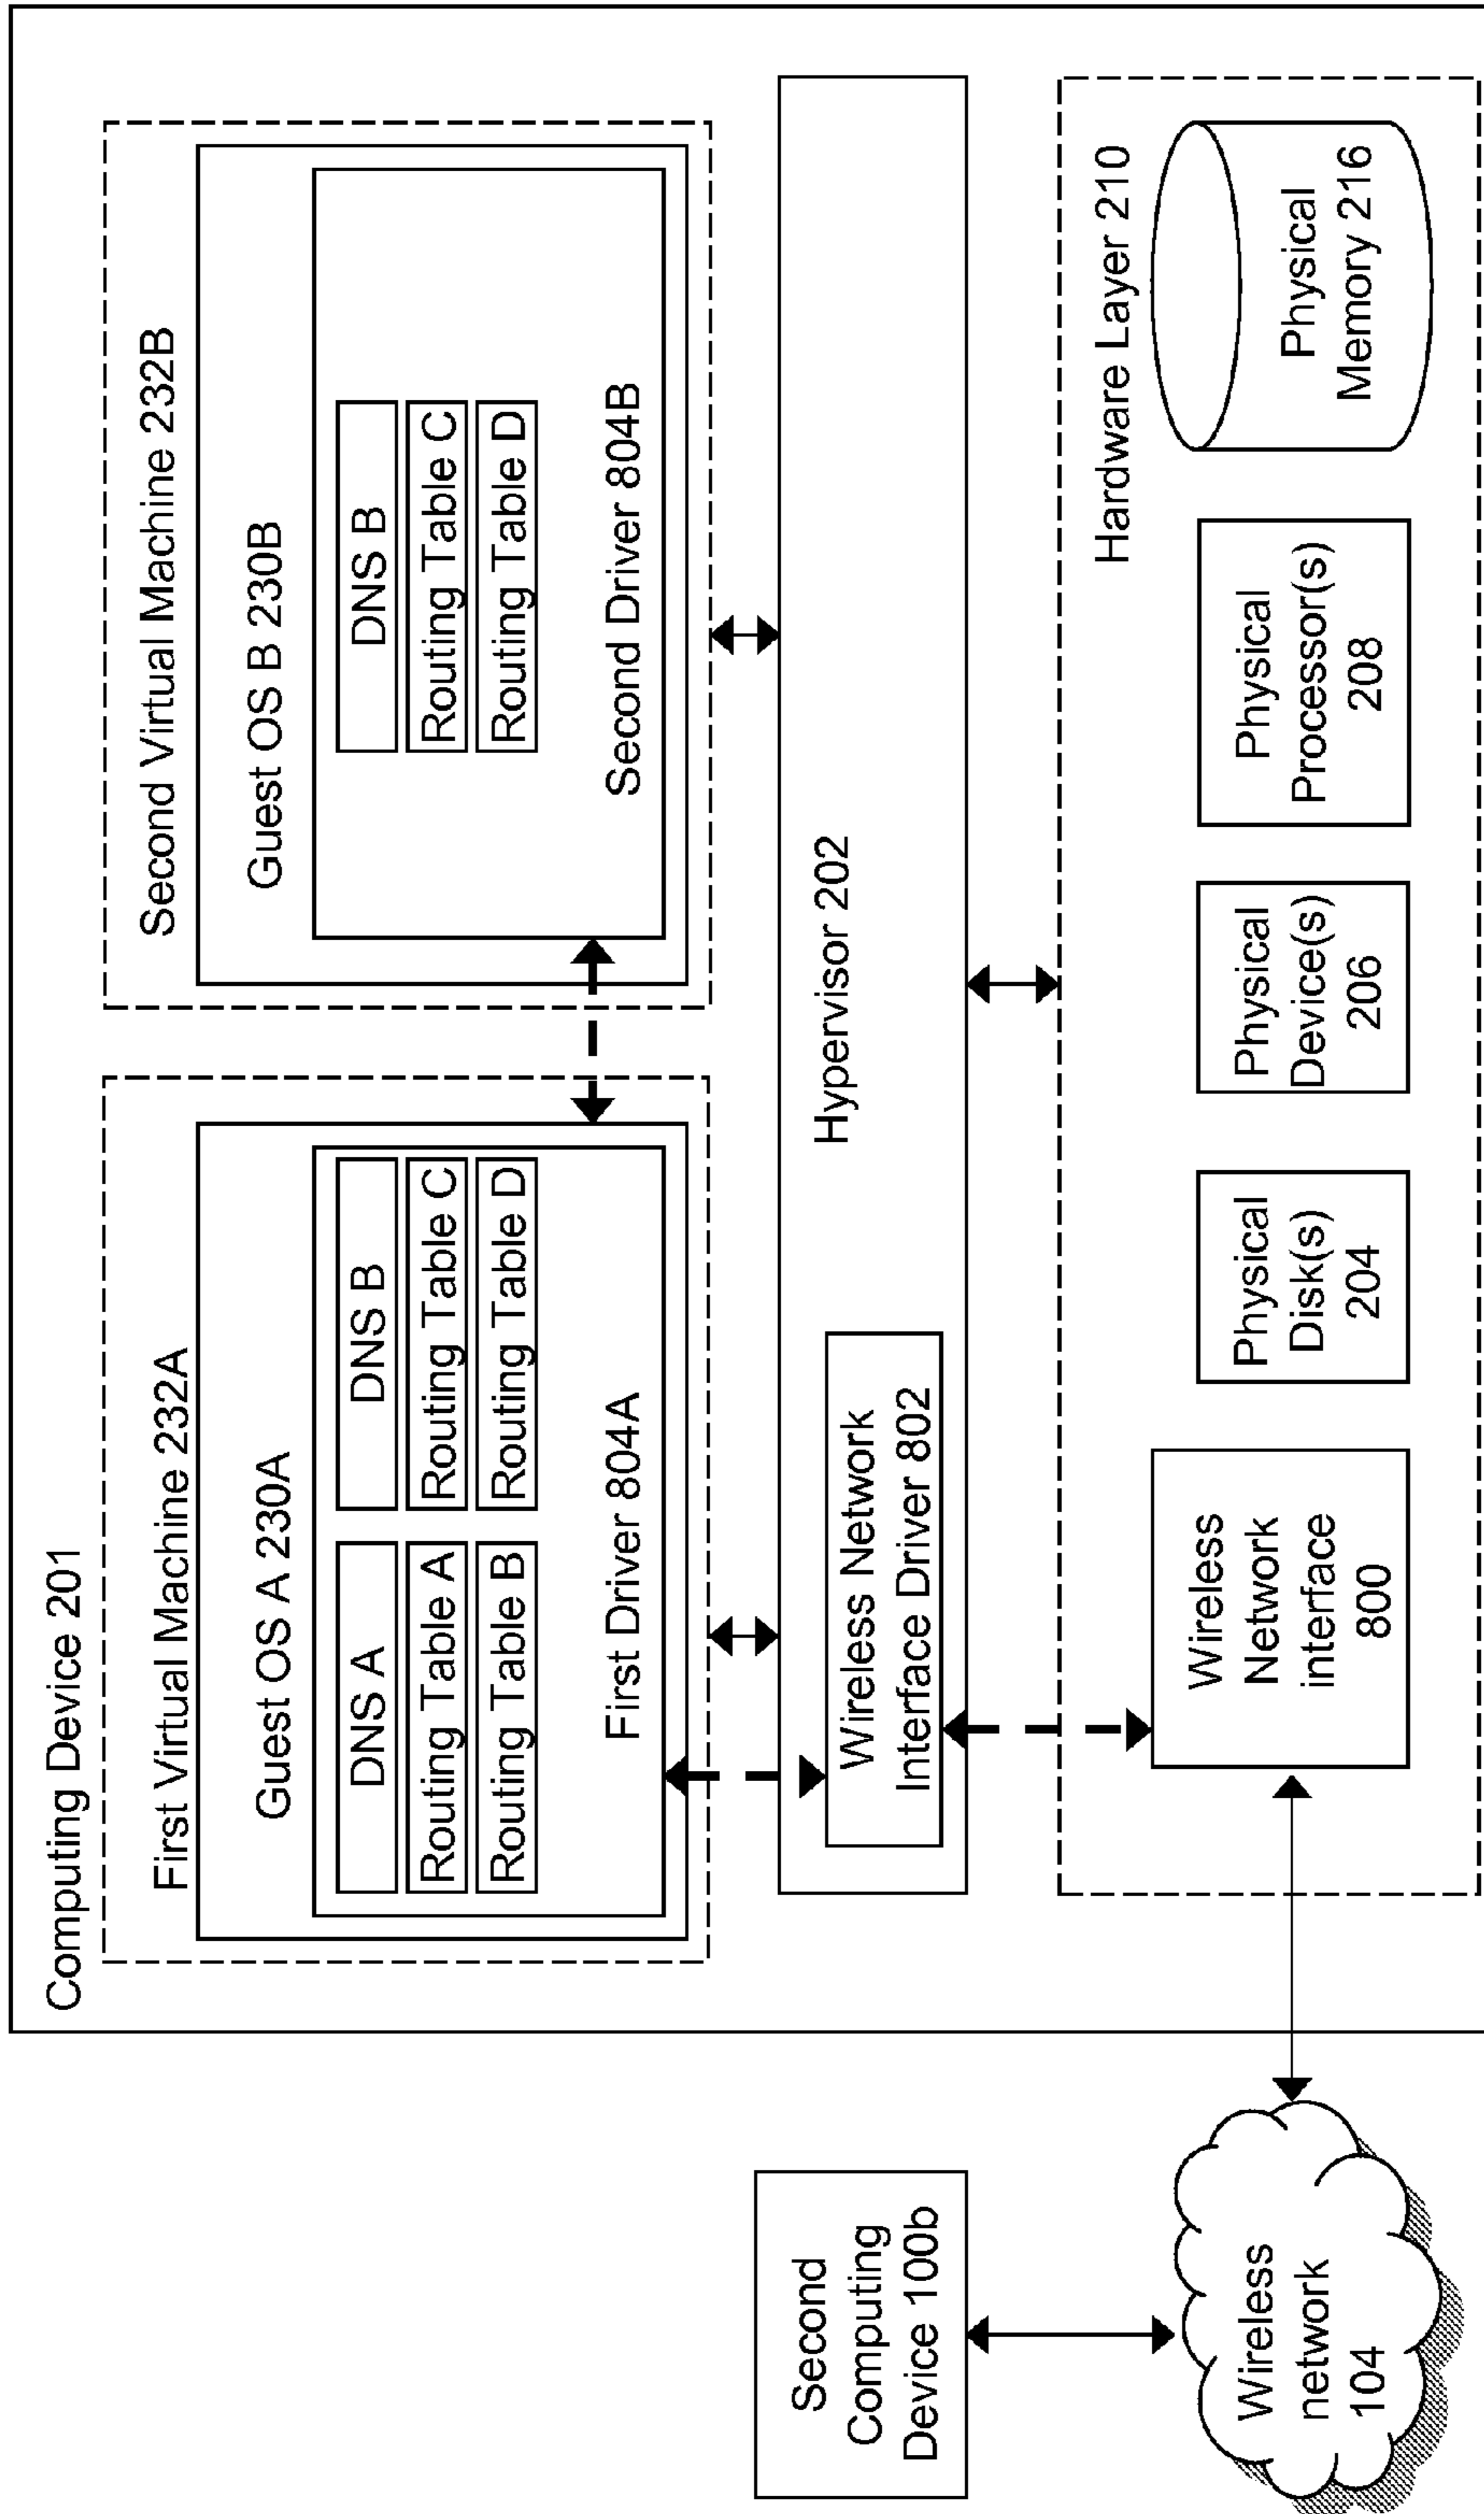 Computing Device 201
First Virtual Machine 232A
Guest OS A 230A
DNS A
Routing Table A
Routing Table B
DNS B
Routing Table C
Routing Table D
First Driver 804A
Second Virtual Machine 232B
Guest OS B 230B
DNS B
Routing Table C
Routing Table D
Second Driver 804B
Hypervisor 202
Wireless Network
Interface Driver 802
Hardware Layer 210
Wireless
Network
interface
800
Physical
Disk(s)
204
Physical
Device(s)
206
Physical
Processor(s)
208
Physical
Memory 216
Second
Computing
Device 100b
Wireless
network
104